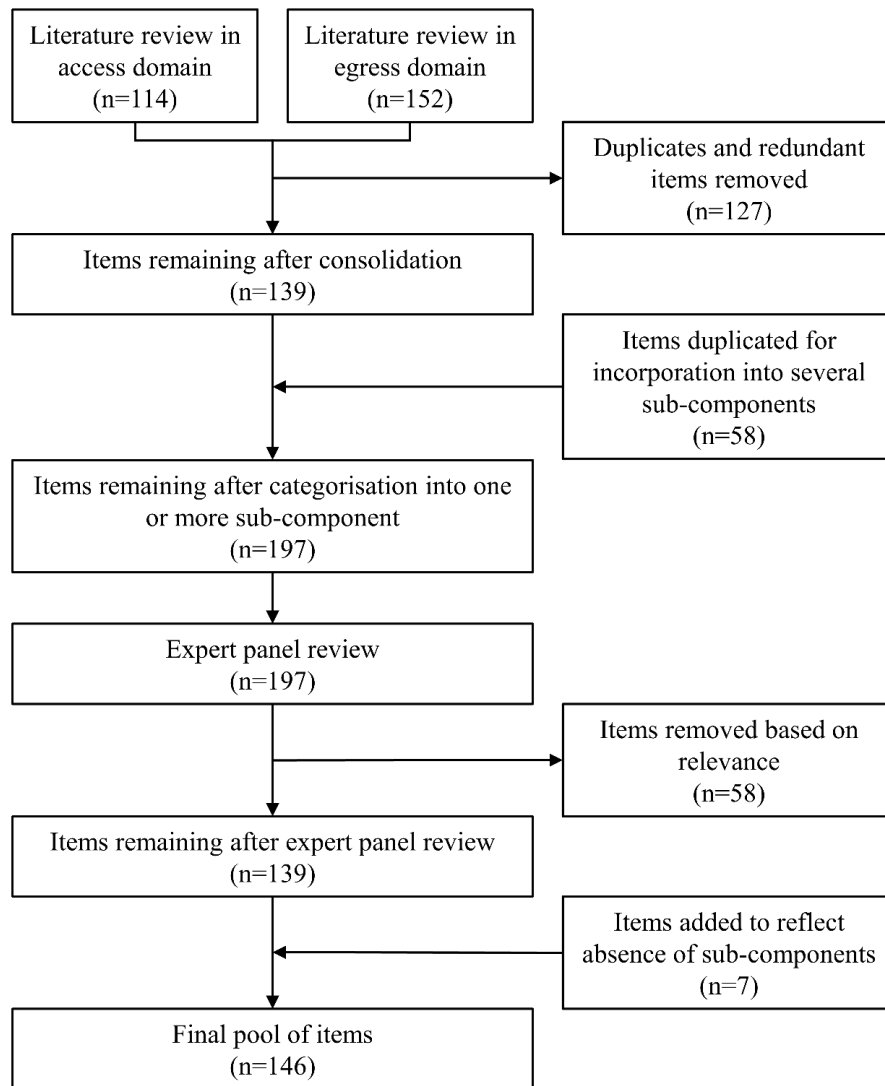 Literature review in
access domain
(n=114)
Literature review in
egress domain
(n=152)
Duplicates and redundant
items removed
(n=127)
Items remaining after consolidation
(n=139)
Items duplicated for
incorporation into several
sub-components
(n=58)
Items remaining after categorisation into one
or more sub-component
(n=197)
Expert panel review
(n=197)
Items removed based on
relevance
(n=58)
Items remaining after expert panel review
(n=139)
Items added to reflect
absence of sub-components
(n=7)
Final pool of items
(n=146)